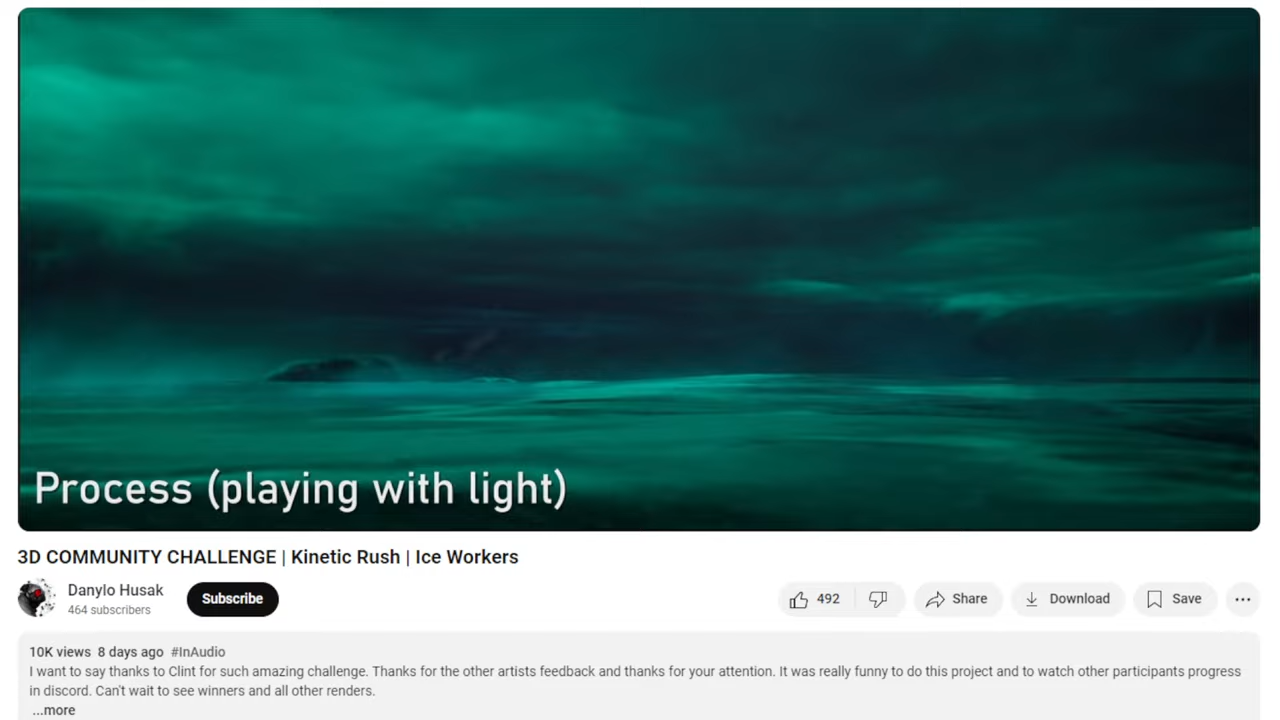 Process (playing with light)
3D COMMUNITY CHALLENGE | Kinetic Rush | Ice Workers
Danylo Husak
464 subscribers
Subscribe
492
Share
Download
Save
10K views 8 days ago #InAudio
I want to say thanks to Clint for such amazing challenge. Thanks for the other artists feedback and thanks for your attention. It was really funny to do this project and to watch other participants progress
in discord. Can't wait to see winners and all other renders.
...more